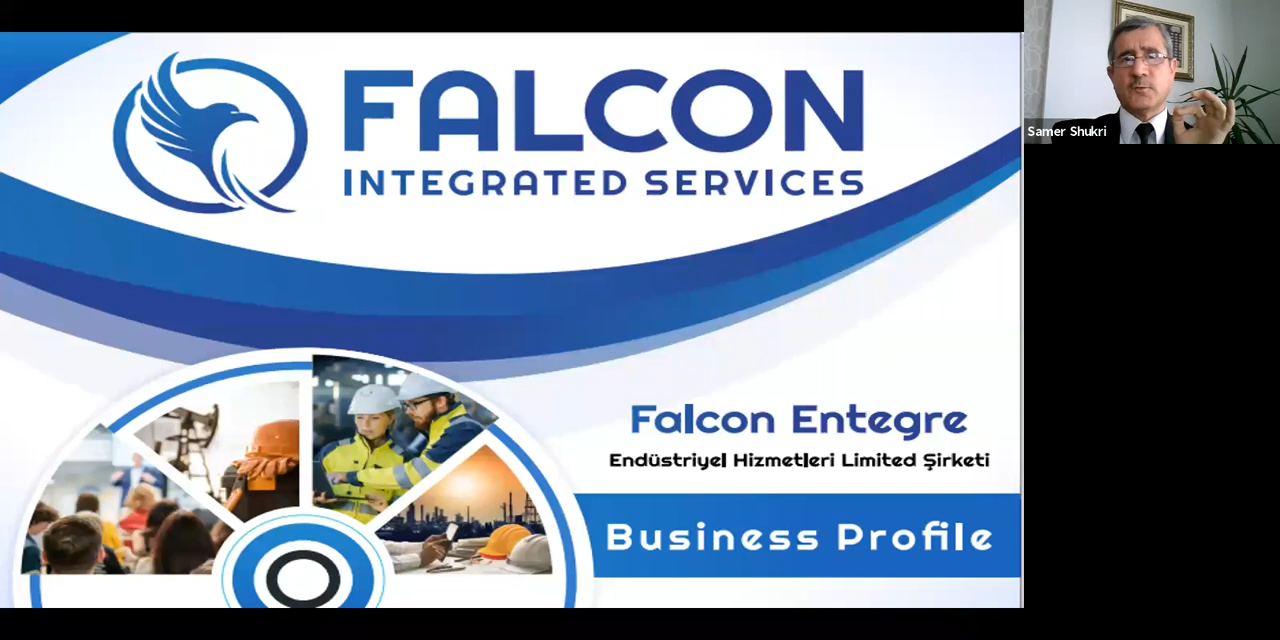 FALCON
INTEGRATED SERVICES
Samer Shukri
Falcon Entegre
Endüstriyel Hizmetleri Limited Şirketi
Business Profile